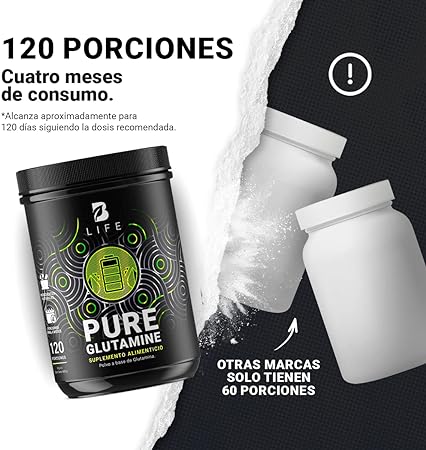 120 PORCIONES
Cuatro meses
de consumo.
*Alcanza aproximadamente para
120 días siguiendo la dosis recomendada.
!
B
LIFE
PURE
GLUTAMINE
SUPLEMENTO ALIMENTICIO
Polvo a base de Glutamina.
120
PORCIONES
OTRAS MARCAS
SOLO TIENEN
60 PORCIONES